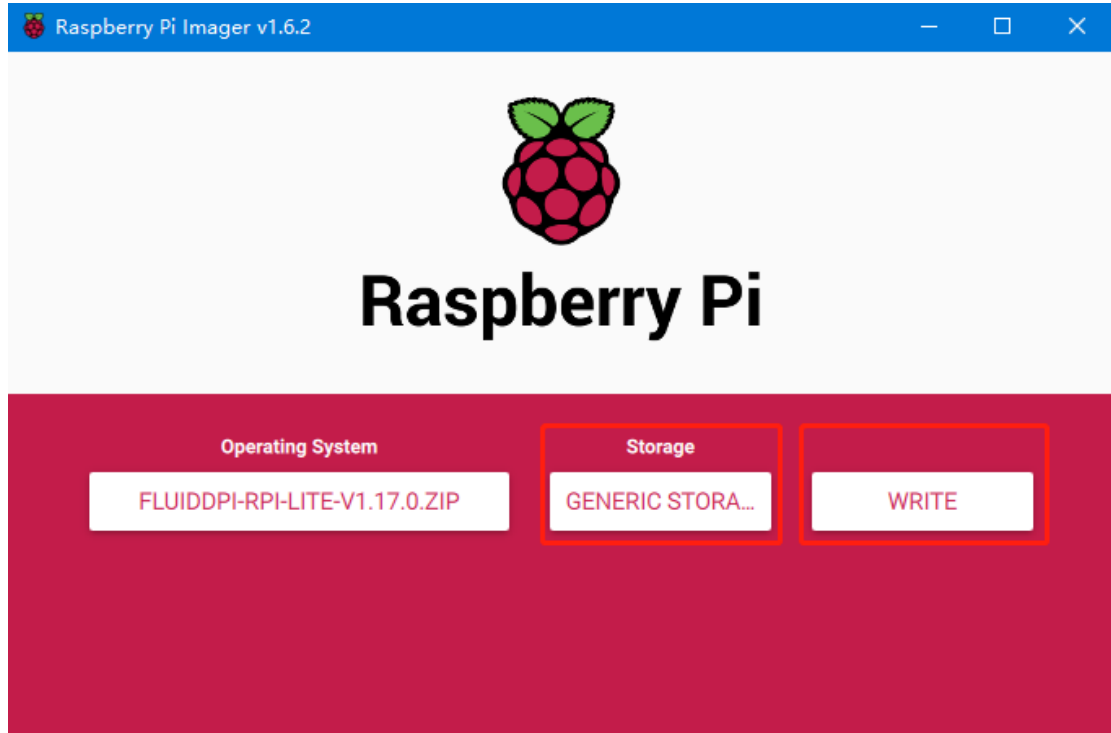 Raspberry Pi Imager v1.6.2
Raspberry Pi
Operating System
Storage
FLUIDDPI-RPI-LITE-V1.17.0.ZIP
GENERIC STORA...
WRITE